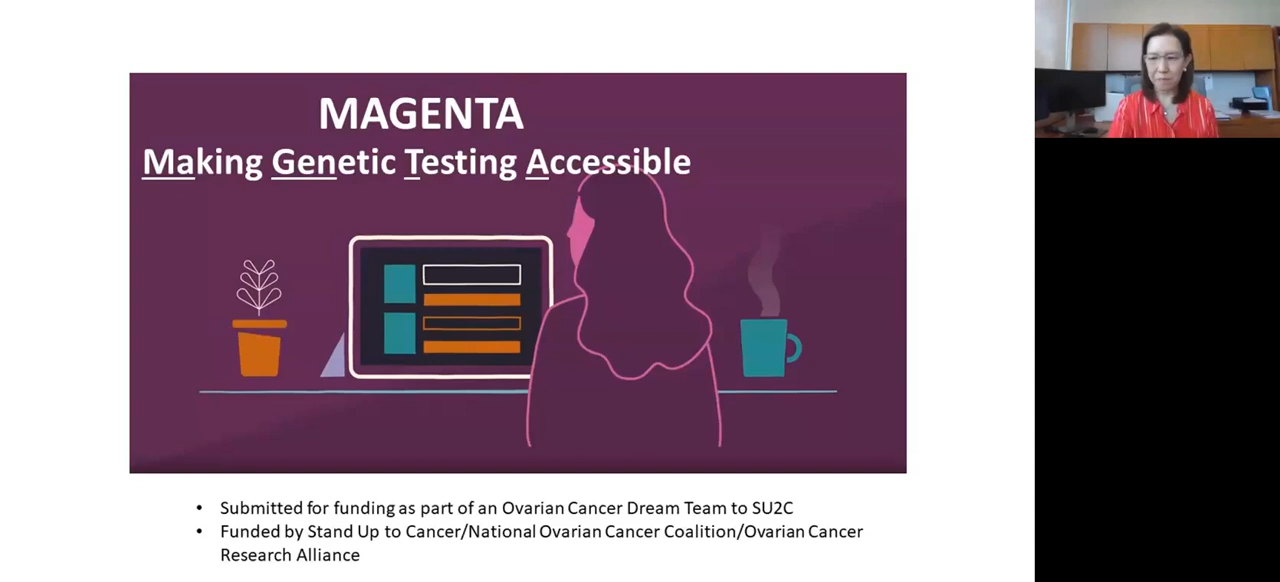 MAGENTA
Making Genetic Testing Accessible
• Submitted for funding as part of an Ovarian Cancer Dream Team to SU2C
• Funded by Stand Up to Cancer/National Ovarian Cancer Coalition/Ovarian Cancer
Research Alliance